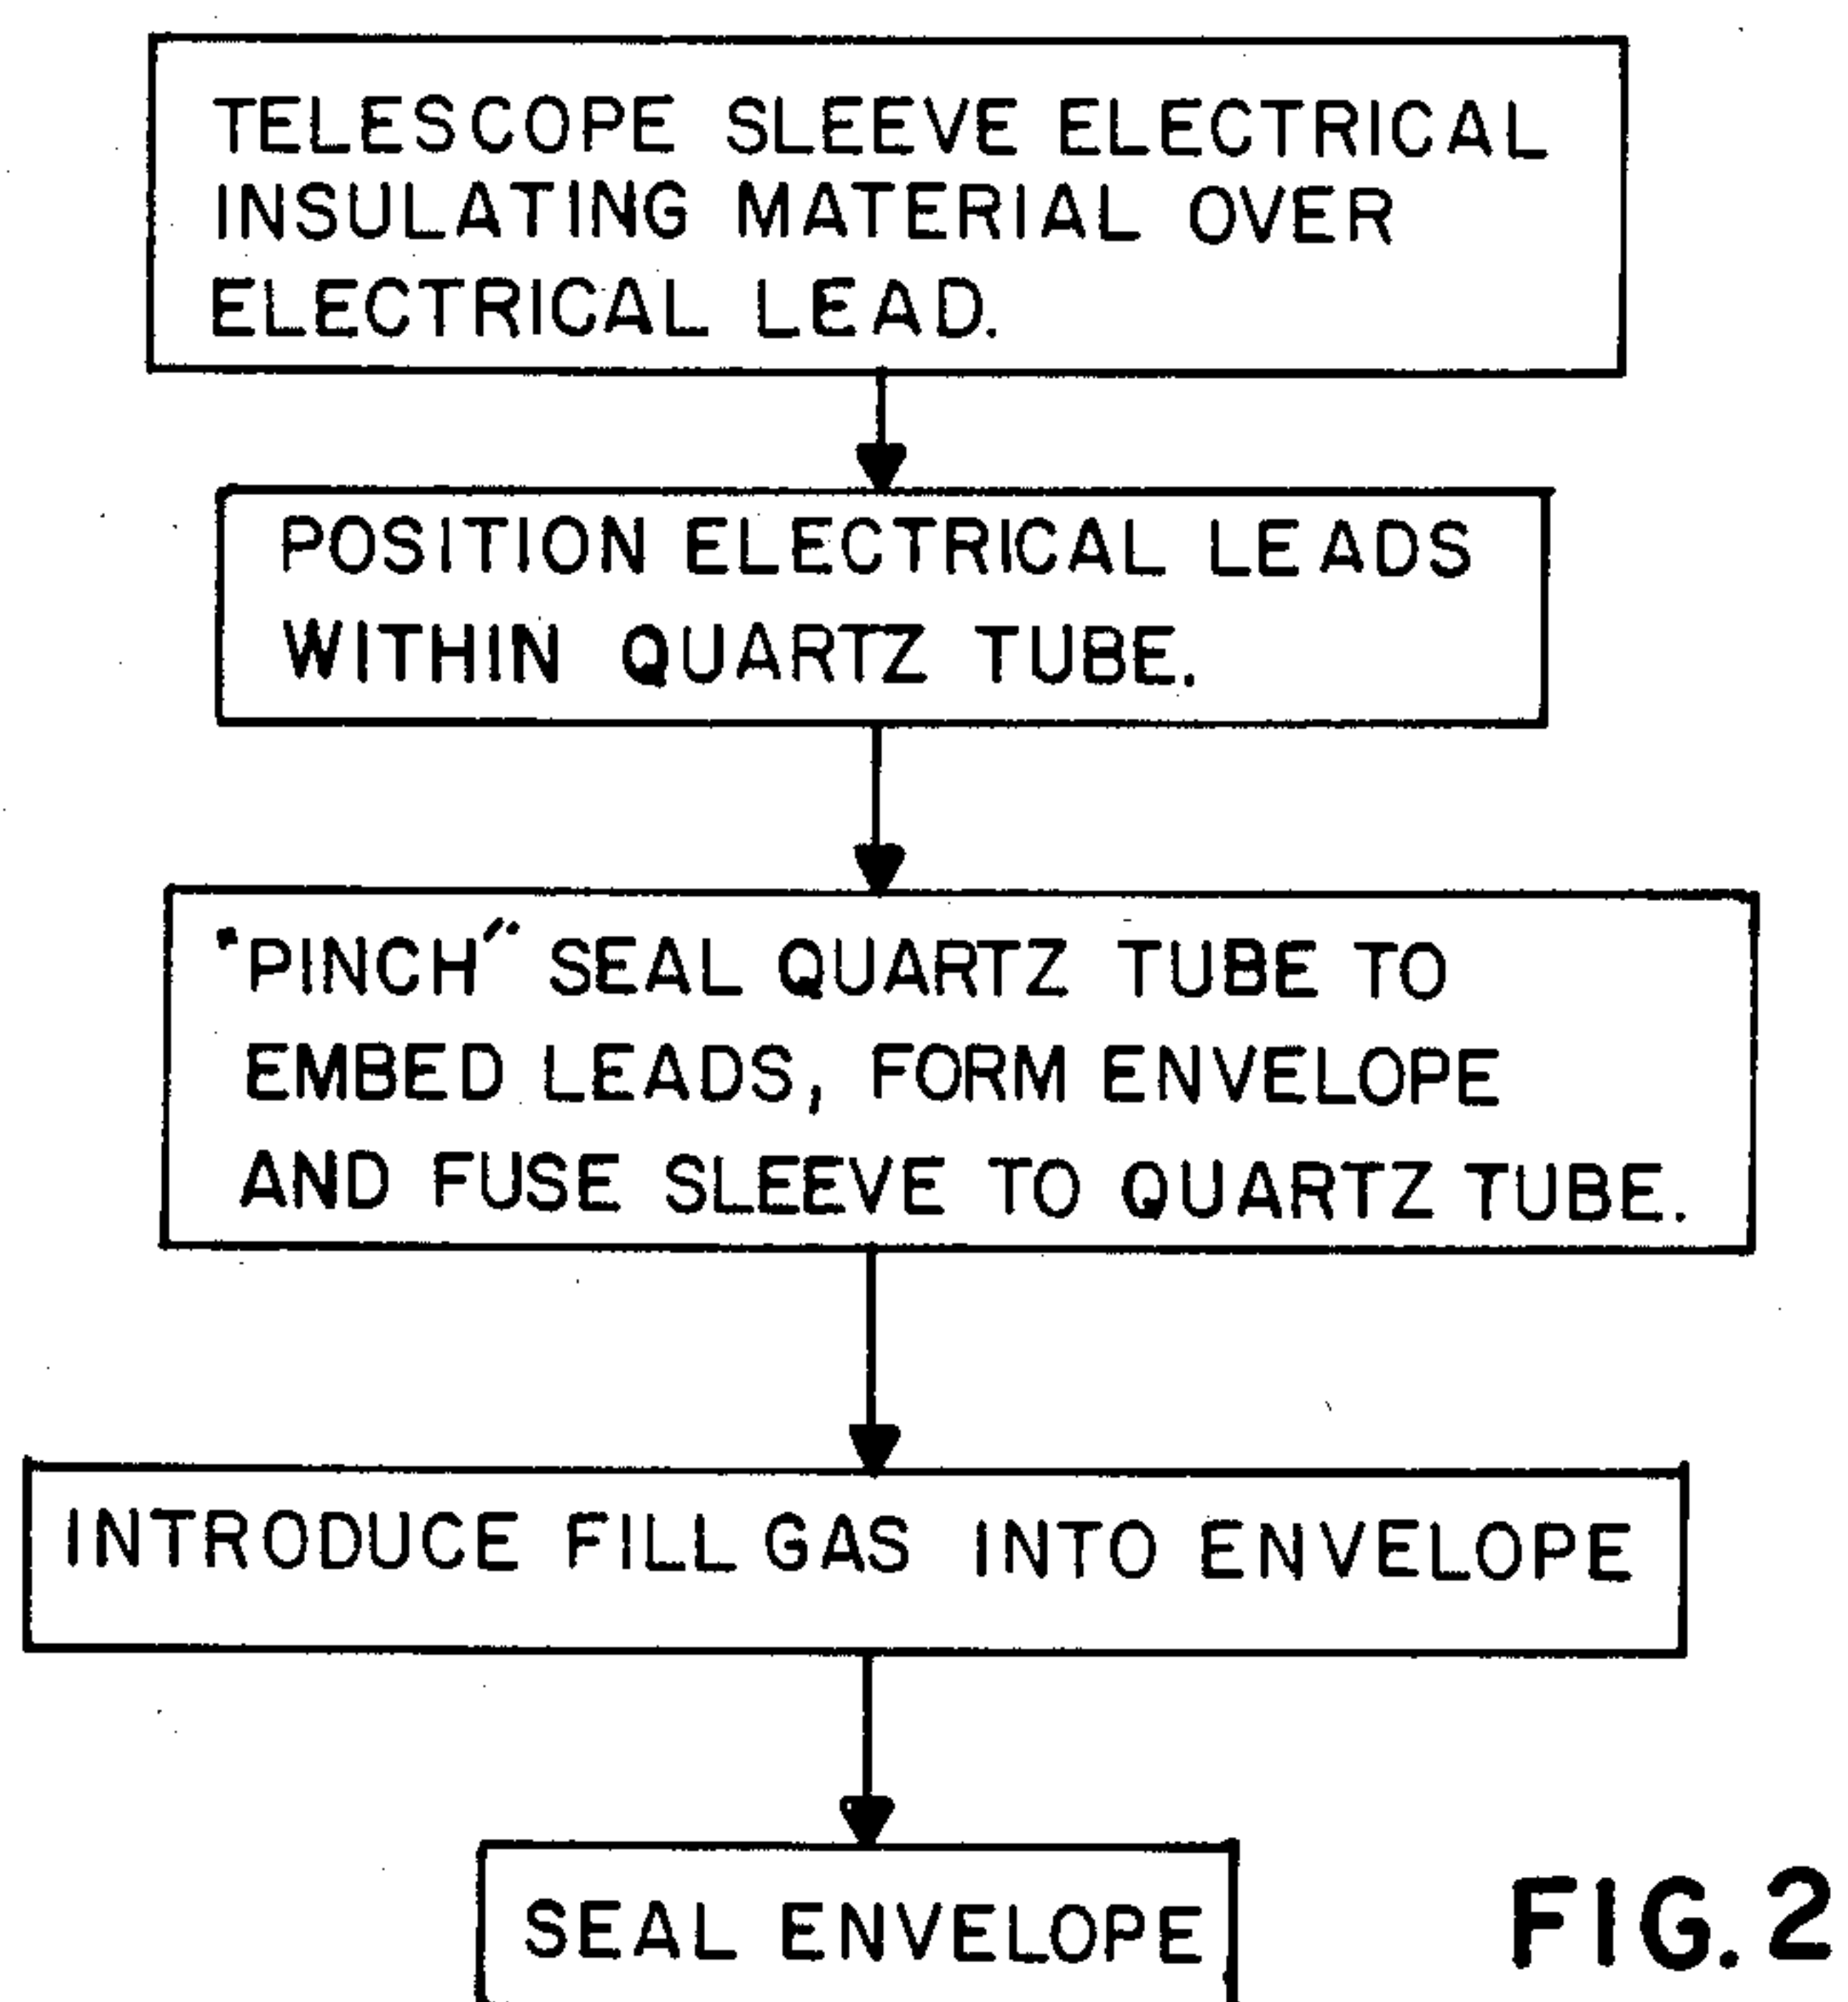 TELESCOPE SLEEVE ELECTRICAL
INSULATING MATERIAL OVER
ELECTRICAL LEAD.
POSITION ELECTRICAL LEADS
WITHIN QUARTZ TUBE.
"PINCH" SEAL QUARTZ TUBE TO
EMBED LEADS, FORM ENVELOPE
AND FUSE SLEEVE TO QUARTZ TUBE.
INTRODUCE FILL GAS INTO ENVELOPE
SEAL ENVELOPE
FIG. 2